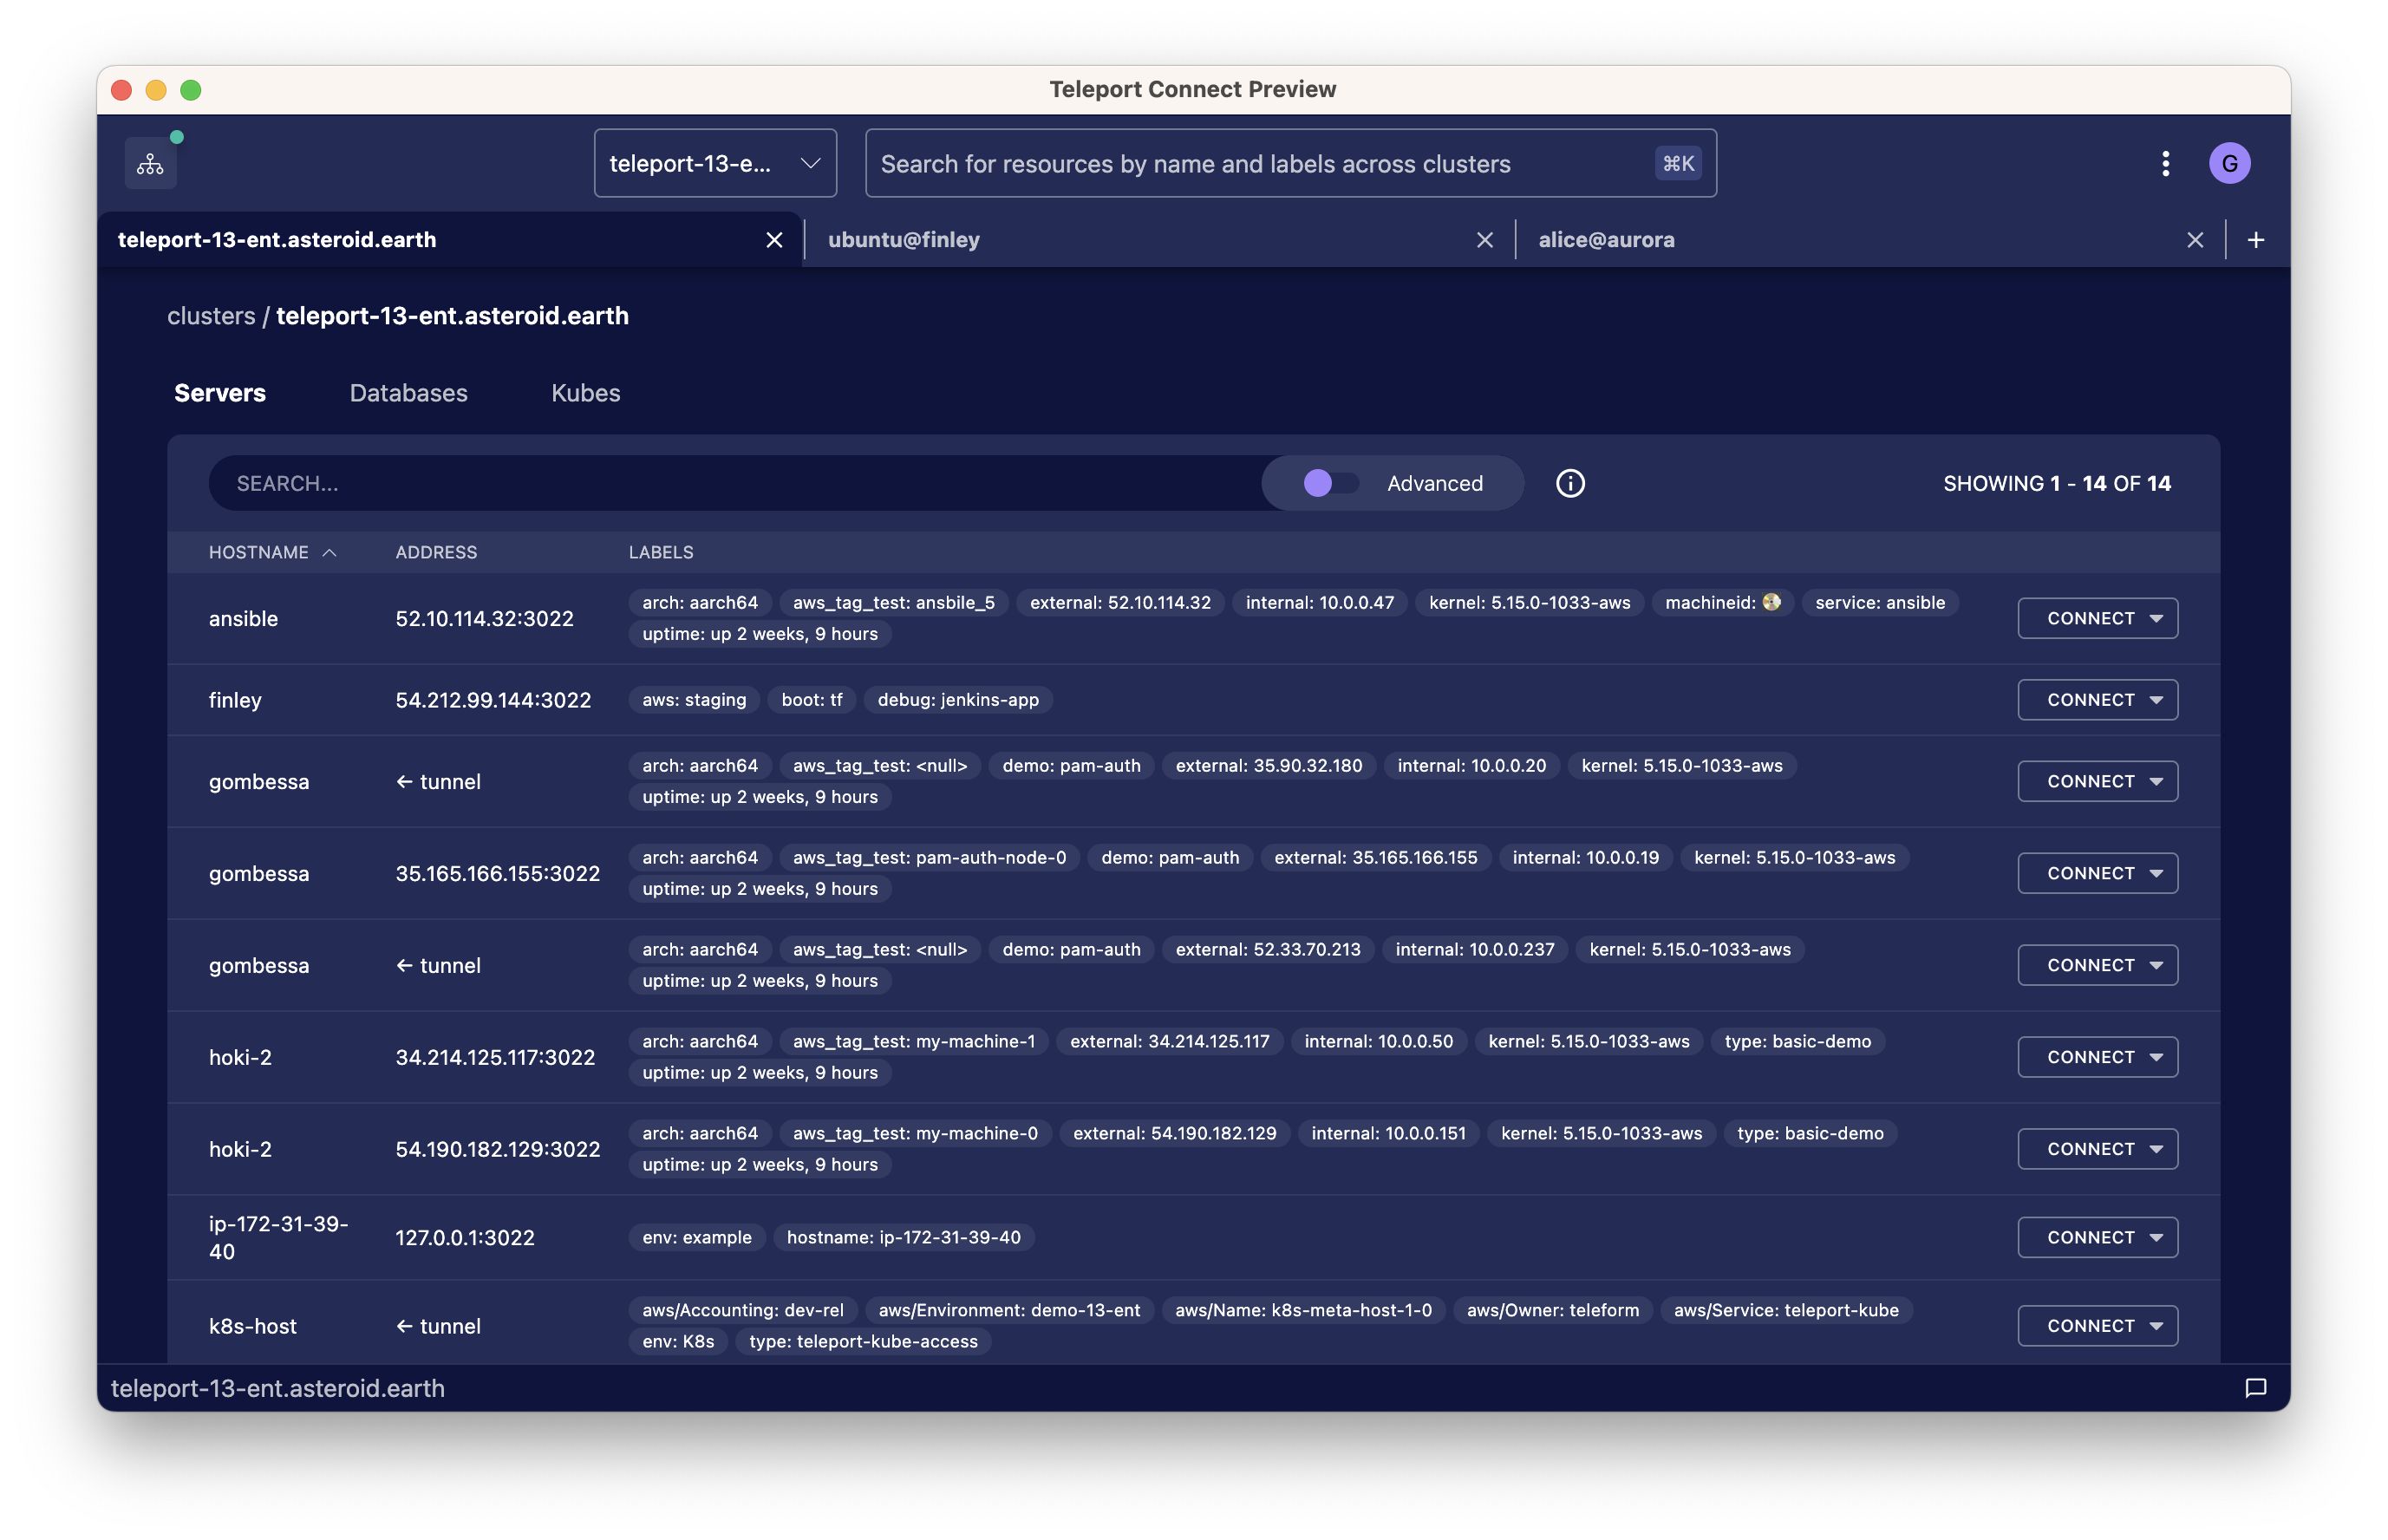 Teleport Connect Preview
teleport-13-e...
Search for resources by name and labels across clusters ⌘K
G
teleport-13-ent.asteroid.earth
ubuntu@finley
alice@aurora
clusters / teleport-13-ent.asteroid.earth
Servers Databases Kubes
SEARCH... Advanced SHOWING 1 - 14 OF 14
HOSTNAME ADDRESS LABELS
ansible 52.10.114.32:3022 arch: aarch64 aws_tag_test: ansbile_5 external: 52.10.114.32 internal: 10.0.0.47 kernel: 5.15.0-1033-aws machineid: 📀 service: ansible
uptime: up 2 weeks, 9 hours CONNECT
finley 54.212.99.144:3022 aws: staging boot: tf debug: jenkins-app CONNECT
gombessa ← tunnel arch: aarch64 aws_tag_test: <null> demo: pam-auth external: 35.90.32.180 internal: 10.0.0.20 kernel: 5.15.0-1033-aws
uptime: up 2 weeks, 9 hours CONNECT
gombessa 35.165.166.155:3022 arch: aarch64 aws_tag_test: pam-auth-node-0 demo: pam-auth external: 35.165.166.155 internal: 10.0.0.19 kernel: 5.15.0-1033-aws
uptime: up 2 weeks, 9 hours CONNECT
gombessa ← tunnel arch: aarch64 aws_tag_test: <null> demo: pam-auth external: 52.33.70.213 internal: 10.0.0.237 kernel: 5.15.0-1033-aws
uptime: up 2 weeks, 9 hours CONNECT
hoki-2 34.214.125.117:3022 arch: aarch64 aws_tag_test: my-machine-1 external: 34.214.125.117 internal: 10.0.0.50 kernel: 5.15.0-1033-aws type: basic-demo
uptime: up 2 weeks, 9 hours CONNECT
hoki-2 54.190.182.129:3022 arch: aarch64 aws_tag_test: my-machine-0 external: 54.190.182.129 internal: 10.0.0.151 kernel: 5.15.0-1033-aws type: basic-demo
uptime: up 2 weeks, 9 hours CONNECT
ip-172-31-39-
40 127.0.0.1:3022 env: example hostname: ip-172-31-39-40 CONNECT
k8s-host ← tunnel aws/Accounting: dev-rel aws/Environment: demo-13-ent aws/Name: k8s-meta-host-1-0 aws/Owner: teleform aws/Service: teleport-kube
env: K8s type: teleport-kube-access CONNECT
teleport-13-ent.asteroid.earth